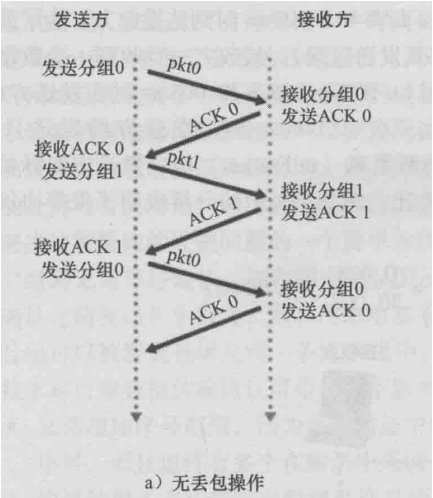 发送方 接收方
发送分组0
pkt0
接收分组0
发送ACK 0
ACK 0
接收ACK 0
发送分组1
pkt1
接收分组1
发送ACK 1
ACK 1
接收ACK 1
发送分组0
pkt0
接收分组0
发送ACK 0
ACK 0
a）无丢包操作